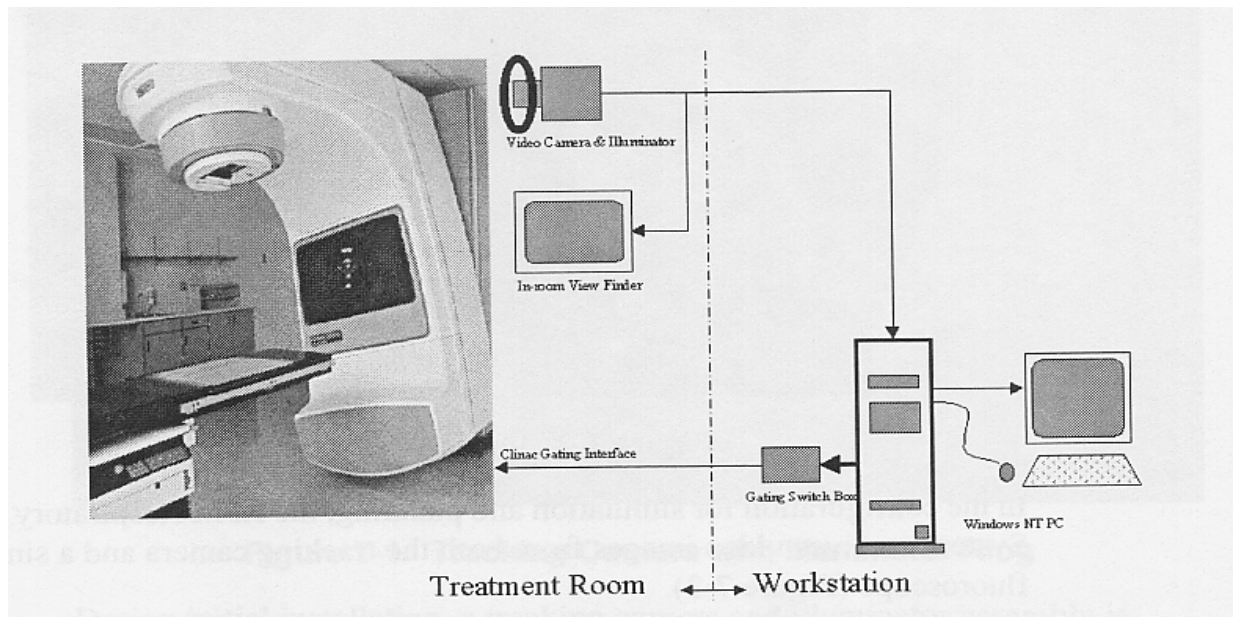 Video Camera & Illuminator
In-room View Finder
Clinac Gating Interface
Gating Switch Box
Windows NT PC
Treatment Room
Workstation